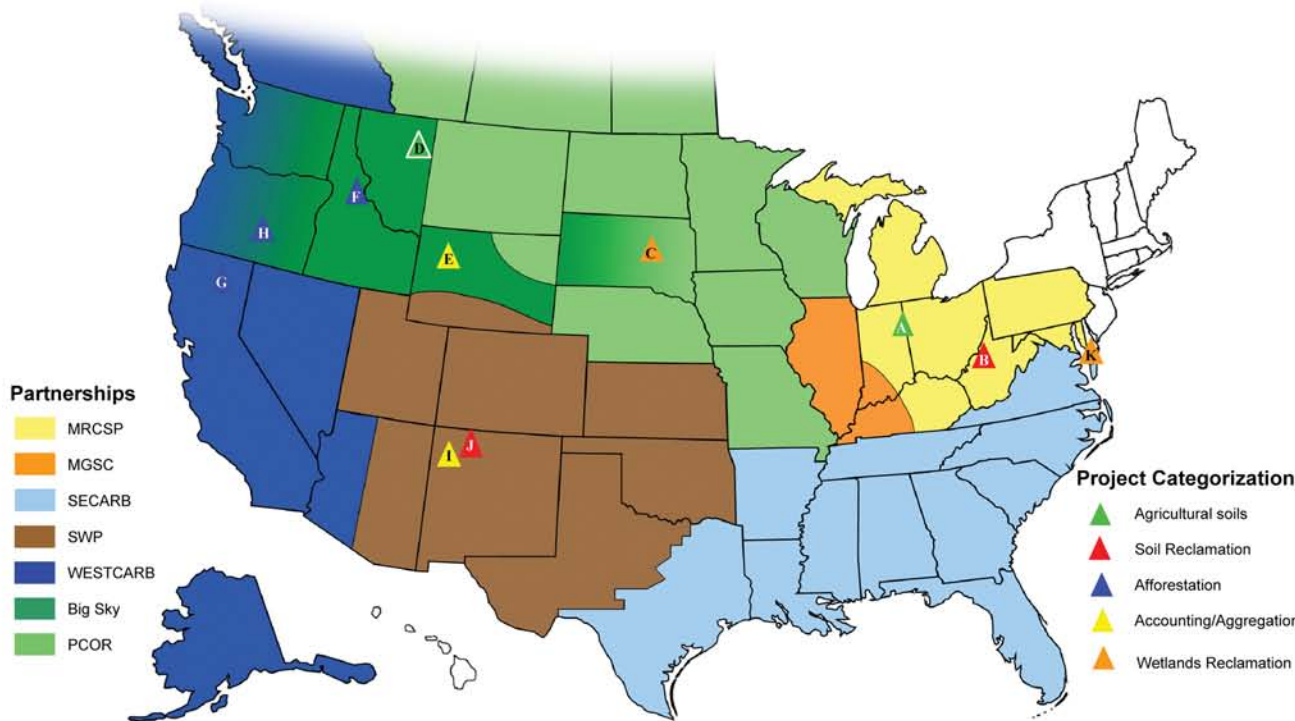 D
F
H
E
C
G
A
B
K
Partnerships
MRCSP
MGSC
SECARB
SWP
WESTCARB
Big Sky
PCOR
I
J
Project Categorization
Agricultural soils
Soil Reclamation
Afforestation
Accounting/Aggregation
Wetlands Reclamation